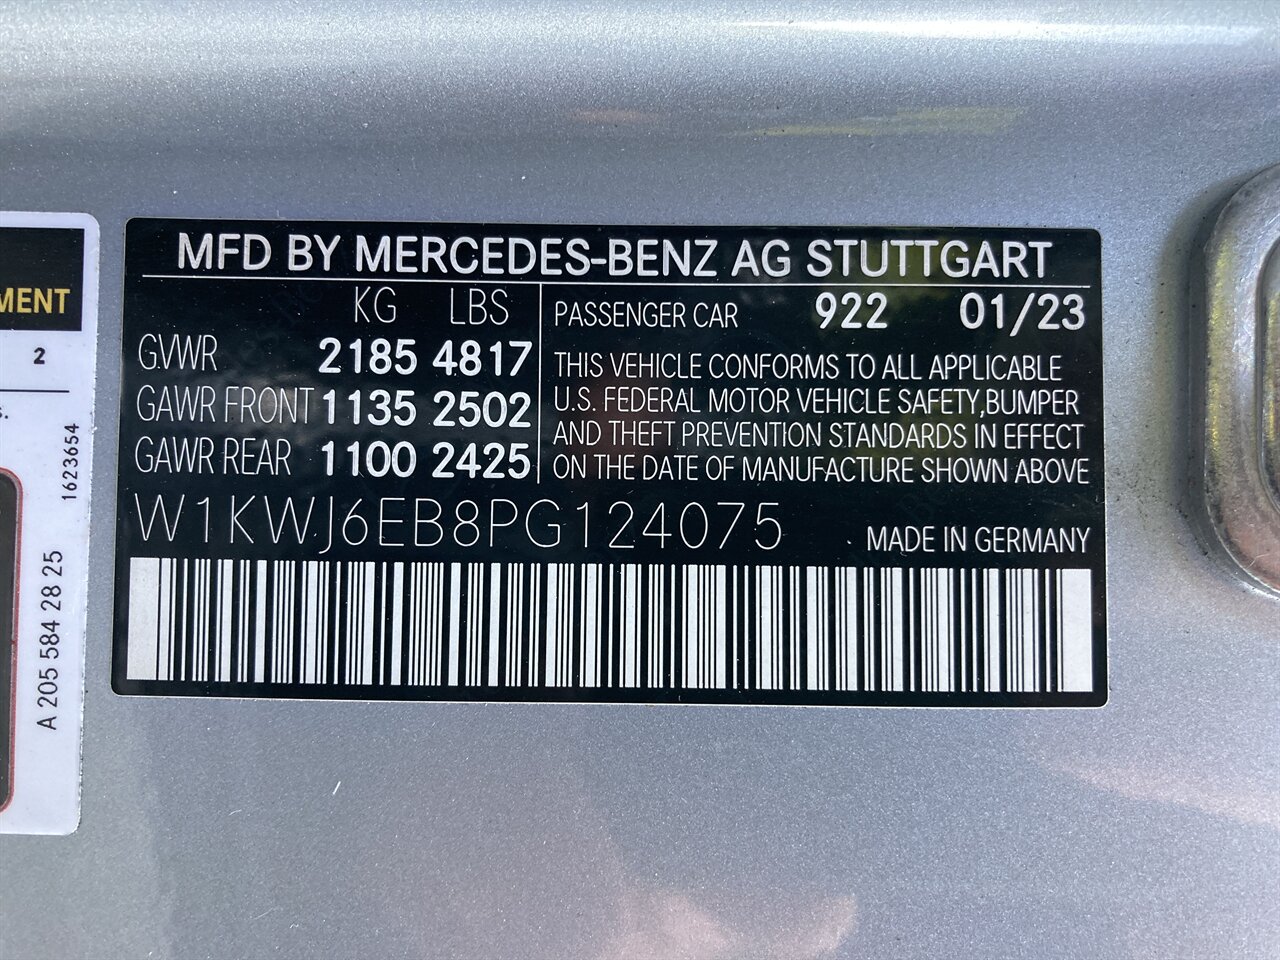 MFD BY MERCEDES-BENZ AG STUTTGART
KG LBS
GVWR 2185 4817
GAWR FRONT 1135 2502
GAWR REAR 1100 2425
PASSENGER CAR 922 01/23
THIS VEHICLE CONFORMS TO ALL APPLICABLE
U.S. FEDERAL MOTOR VEHICLE SAFETY,BUMPER
AND THEFT PREVENTION STANDARDS IN EFFECT
ON THE DATE OF MANUFACTURE SHOWN ABOVE
W1KWJ6EB8PG124075
MADE IN GERMANY
MENT
2
1623654
A 205 584 28 25